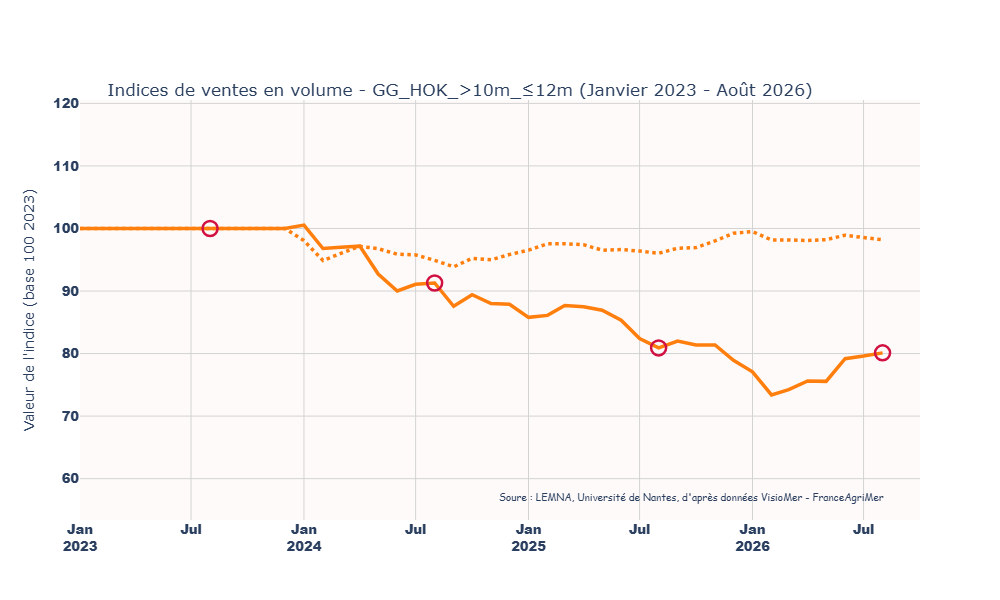 Indices de ventes en volume - GG_HOK_>10m_≤12m (Janvier 2023 - Août 2026)
Valeur de l'indice (base 100 2023)
120
110
100
90
80
70
60
Soure : LEMNA, Université de Nantes, d'après données VisioMer - FranceAgriMer
Jan Jul Jan Jul Jan Jul Jan Jul
2023 2024 2025 2026